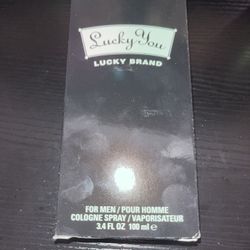 Lucky You
LUCKY BRAND
FOR MEN / POUR HOMME
COLOGNE SPRAY / VAPORISATEUR
3.4 FL OZ 100 ml ℮